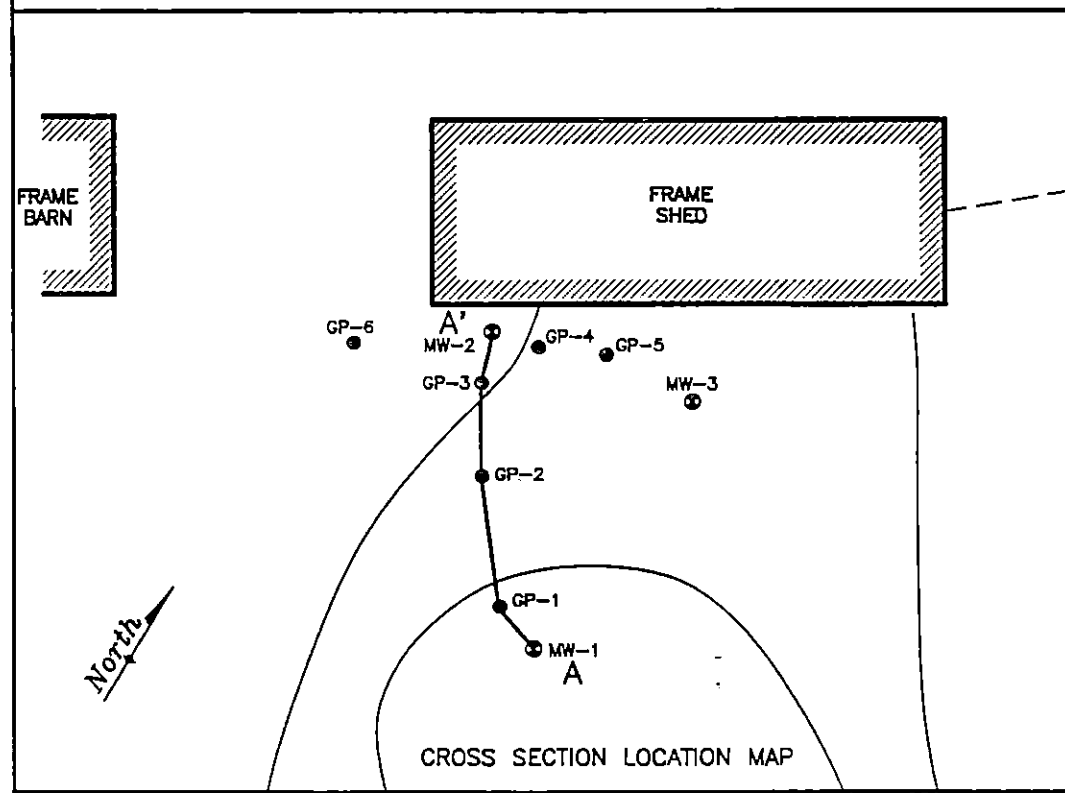 FRAME
BARN
FRAME
SHED
GP-6
A'
MW-2
GP-4
GP-5
GP-3
MW-3
GP-2
GP-1
MW-1
A
North
CROSS SECTION LOCATION MAP